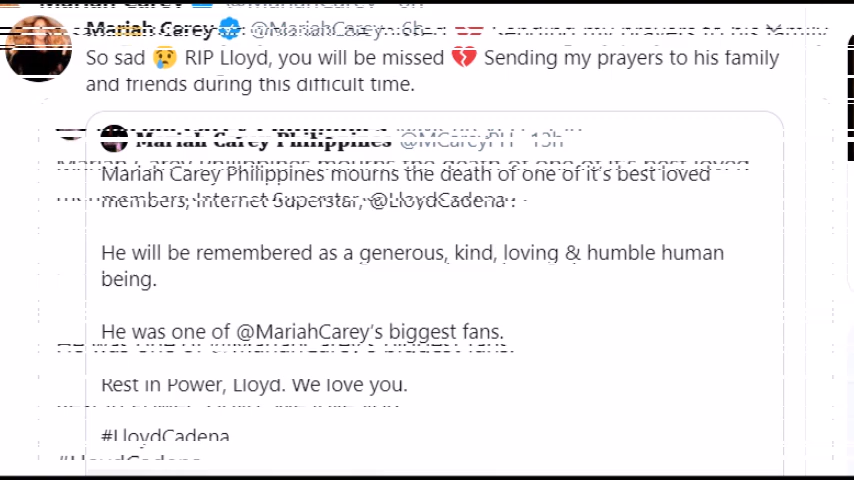 Mariah Carey @MariahCarey · 6h
So sad 😢 RIP Lloyd, you will be missed 💔 Sending my prayers to his family
and friends during this difficult time.
Mariah Carey Philippines @MCareyPH · 13h
Mariah Carey Philippines mourns the death of one of it's best loved
members, Internet Superstar, @LloydCadena .
He will be remembered as a generous, kind, loving & humble human
being.
He was one of @MariahCarey's biggest fans.
Rest in Power, Lloyd. We love you.
#LloydCadena